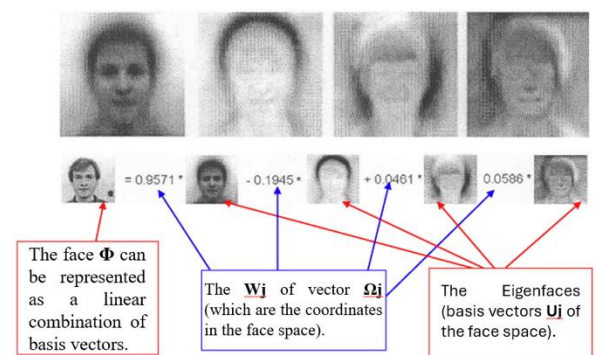 = 0.9571 * - 0.1945 * + 0.0461 * 0.0586 *
The face Φ can
be represented
as a linear
combination of
basis vectors.
The Wj of vector Ωj
(which are the coordinates
in the face space).
The Eigenfaces
(basis vectors Uj of
the face space).